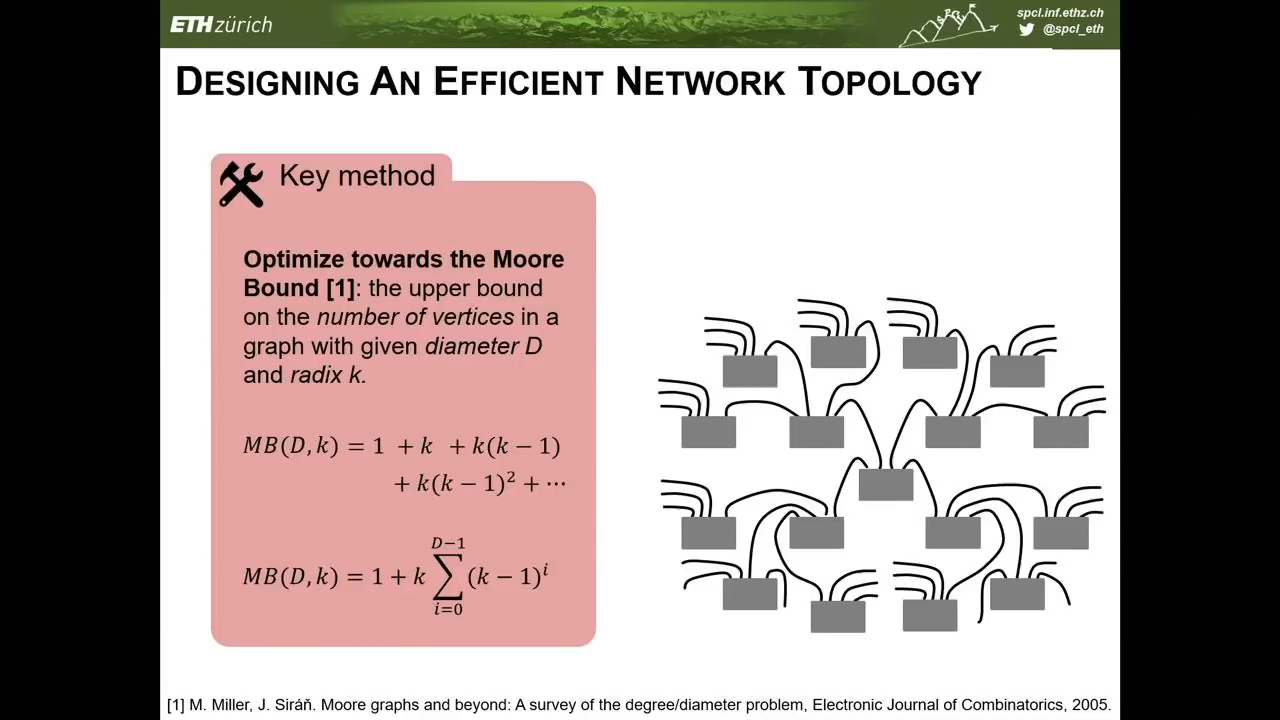 ETH zürich
spcl.inf.ethz.ch
@spcl_eth
DESIGNING AN EFFICIENT NETWORK TOPOLOGY
Key method
Optimize towards the Moore
Bound [1]: the upper bound
on the number of vertices in a
graph with given diameter D
and radix k.
MB(D, k) = 1 + k + k(k − 1)
+ k(k − 1)² + ⋯
MB(D, k) = 1 + k ∑_{i=0}^{D−1} (k − 1)^i
[1] M. Miller, J. Siráň. Moore graphs and beyond: A survey of the degree/diameter problem, Electronic Journal of Combinatorics, 2005.